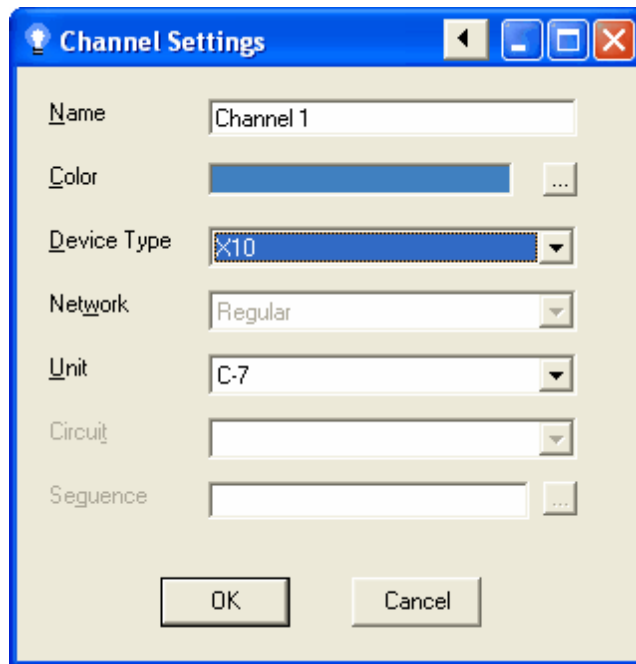 Channel Settings
Name
Channel 1
Color
...
Device Type
X10
Network
Regular
Unit
C-7
Circuit
Sequence
...
OK
Cancel